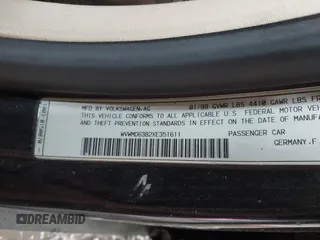 MFD. BY VOLKSWAGEN AG 01/99 GVWR LBS 4410 GAWR LBS FR
THIS VEHICLE CONFORMS TO ALL APPLICABLE U.S. FEDERAL MOTOR VEH
AND THEFT PREVENTION STANDARDS IN EFFECT ON THE DATE OF MANUFA
PASSENGER CAR
GERMANY.F
DREAMBID